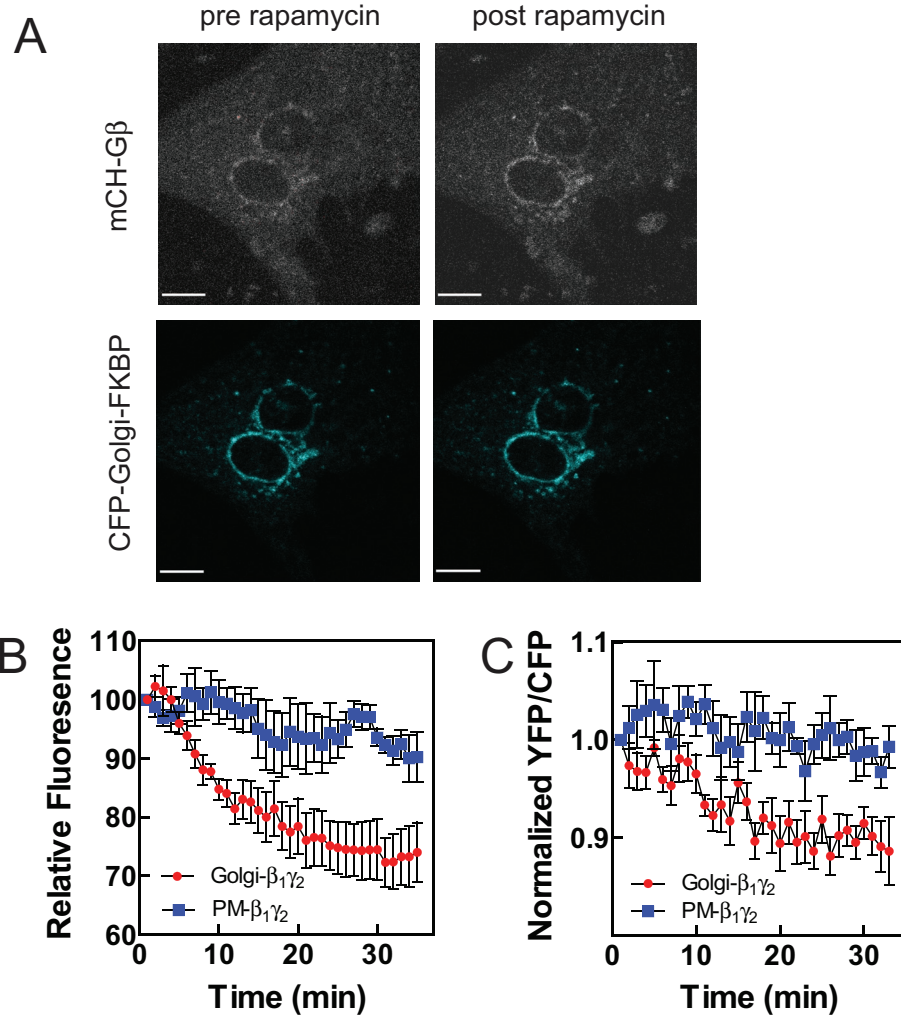 A
pre rapamycin
post rapamycin
mCH-Gβ
CFP-Golgi-FKBP
B
Relative Fluoresence
110
100
90
80
70
60
Golgi-β₁γ₂
PM-β₁γ₂
0
10
20
30
Time (min)
C
Normalized YFP/CFP
1.1
1.0
0.9
Golgi-β₁γ₂
PM-β₁γ₂
0
10
20
30
Time (min)